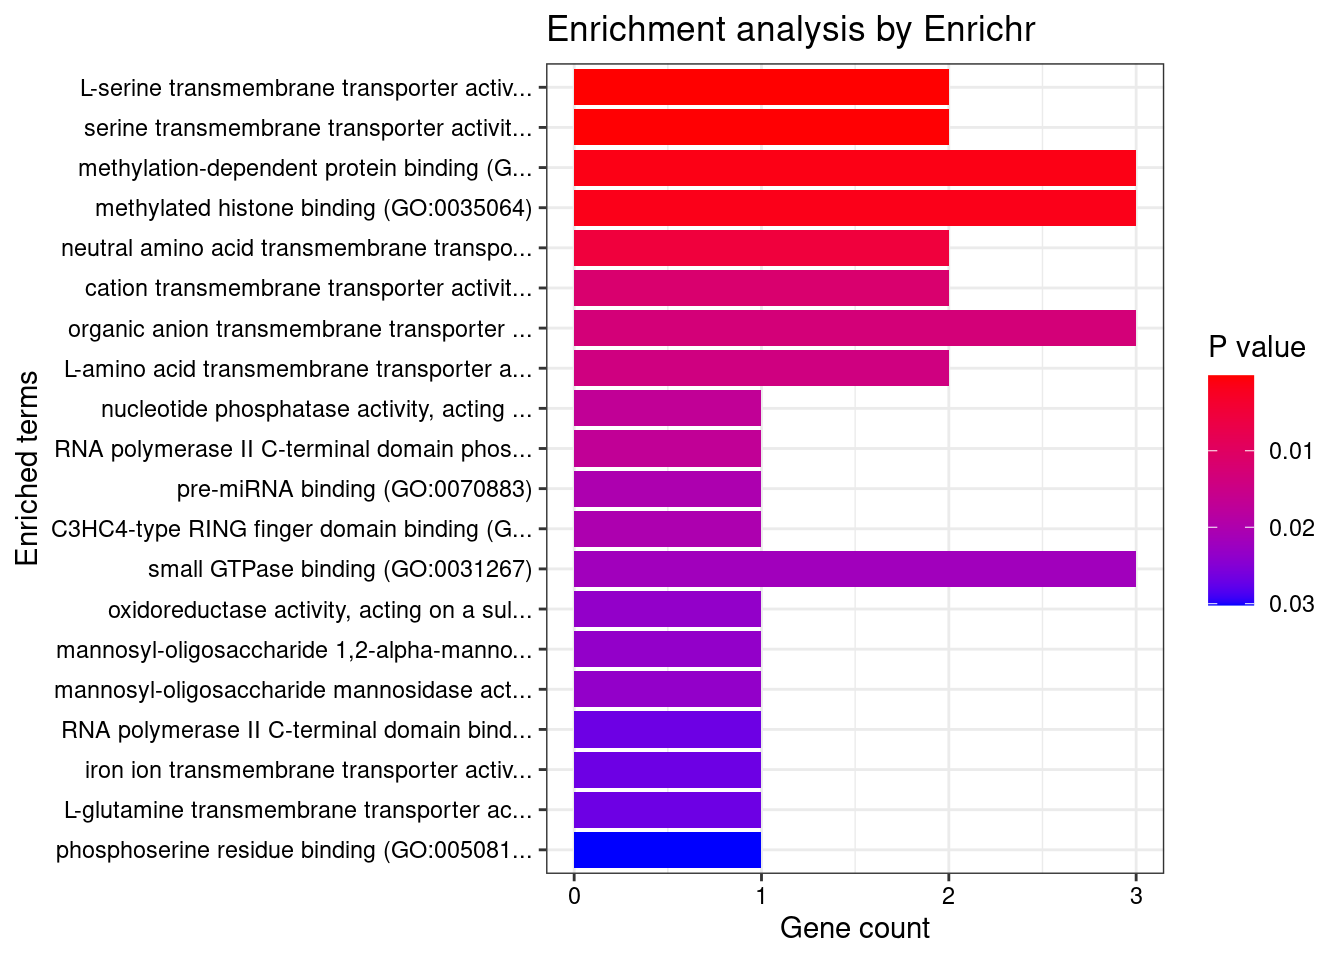 Enrichment analysis by Enrichr
L-serine transmembrane transporter activ...
serine transmembrane transporter activit...
methylation-dependent protein binding (G...
methylated histone binding (GO:0035064)
neutral amino acid transmembrane transpo...
cation transmembrane transporter activit...
organic anion transmembrane transporter ...
L-amino acid transmembrane transporter a...
nucleotide phosphatase activity, acting ...
RNA polymerase II C-terminal domain phos...
pre-miRNA binding (GO:0070883)
C3HC4-type RING finger domain binding (G...
small GTPase binding (GO:0031267)
oxidoreductase activity, acting on a sul...
mannosyl-oligosaccharide 1,2-alpha-manno...
mannosyl-oligosaccharide mannosidase act...
RNA polymerase II C-terminal domain bind...
iron ion transmembrane transporter activ...
L-glutamine transmembrane transporter ac...
phosphoserine residue binding (GO:005081...
Enriched terms
0 1 2 3
Gene count
P value
0.01
0.02
0.03